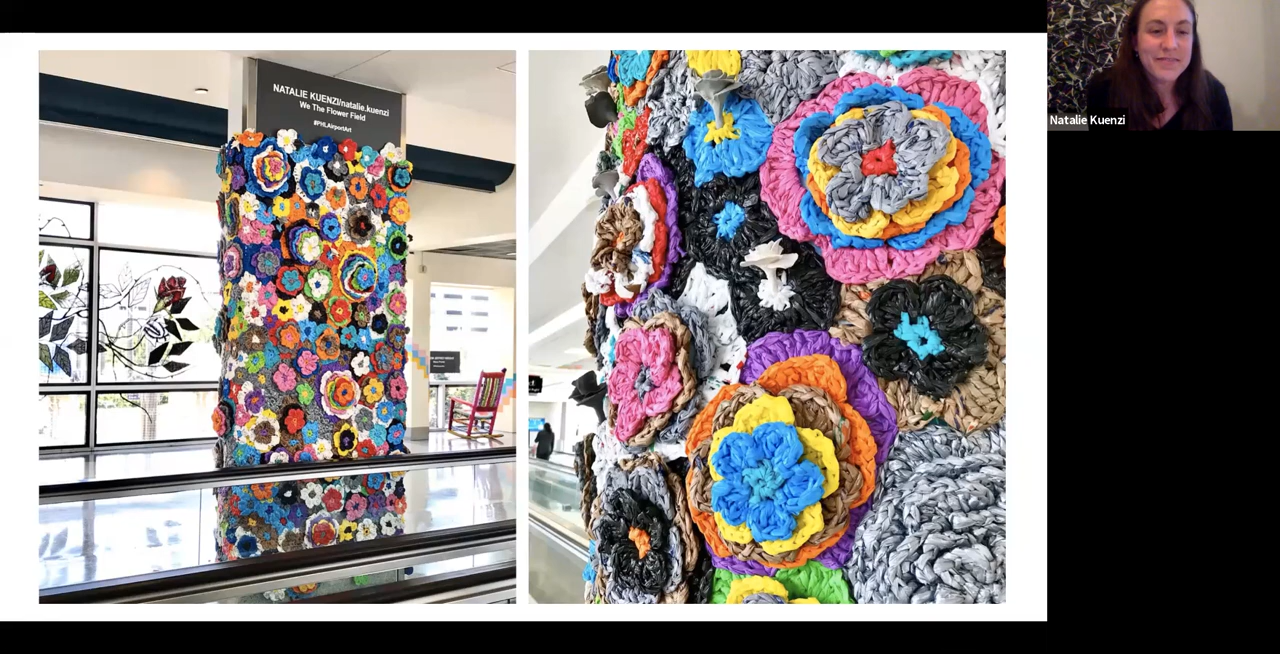 NATALIE KUENZI/natalie.kuenzi
We The Flower Field
#PHLAirportArt
Natalie Kuenzi